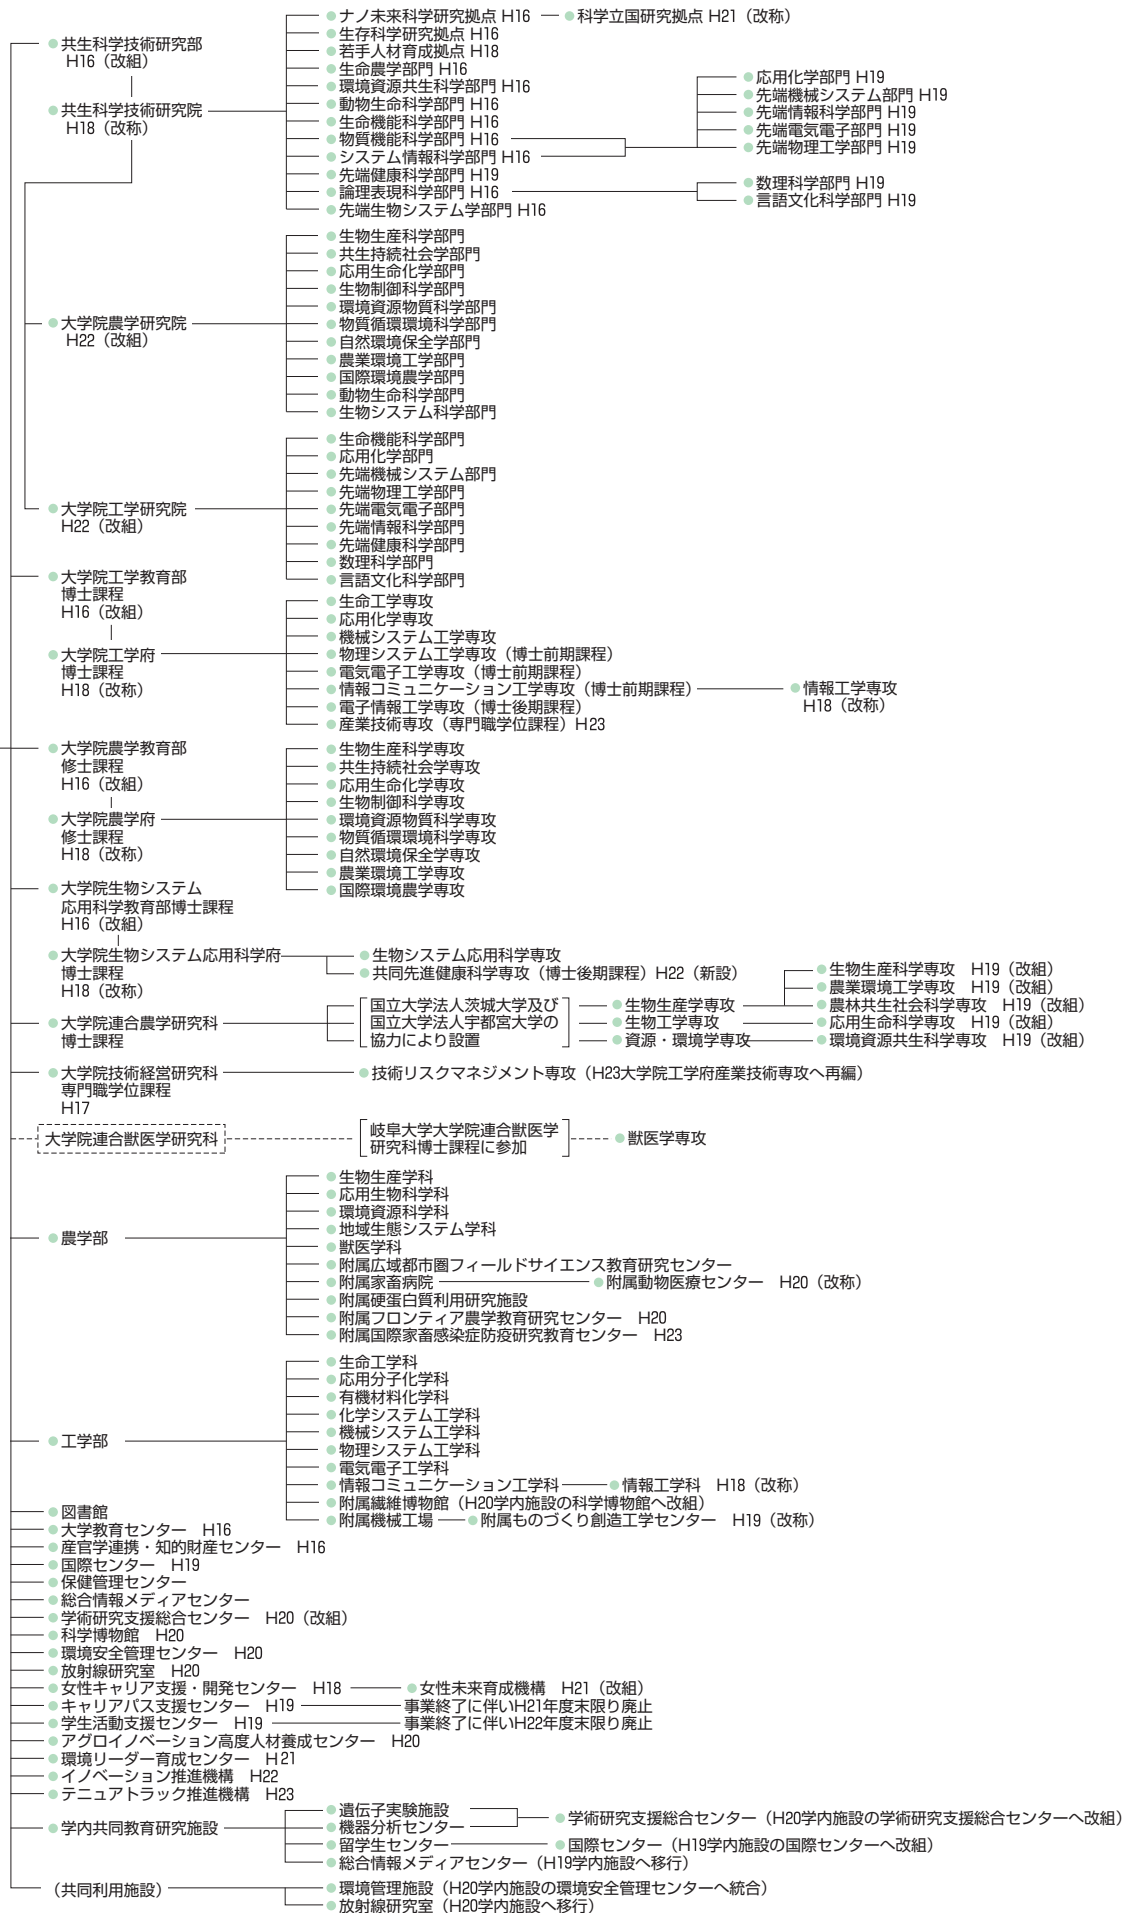 ナノ未来科学研究拠点 H16 科学立国研究拠点 H21（改称）
生存科学研究拠点 H16
共生科学技術研究部
若手人材育成拠点 H18
H16（改組）
生命農学部門 H16
環境資源共生科学部門 H16
応用化学部門 H19
動物生命科学部門 H16
先端機械システム部門 H19
共生科学技術研究院
H18（改称）
生命機能科学部門 H16
先端情報科学部門 H19
物質機能科学部門 H16
先端電気電子部門 H19
システム情報科学部門 H16
先端物理工学部門 H19
先端健康科学部門 H19
論理表現科学部門 H16
数理科学部門 H19
先端生物システム学部門 H16
言語文化科学部門 H19
生物生産科学部門
共生持続社会学部門
応用生命化学部門
生物制御科学部門
環境資源物質科学部門
大学院農学研究院
H22（改組）
物質循環環境科学部門
自然環境保全学部門
農業環境工学部門
国際環境農学部門
動物生命科学部門
生物システム科学部門
生命機能科学部門
応用化学部門
先端機械システム部門
先端物理工学部門
大学院工学研究院
H22（改組）
先端電気電子部門
先端情報科学部門
先端健康科学部門
数理科学部門
言語文化科学部門
大学院工学教育部
博士課程
H16（改組）
生命工学専攻
応用化学専攻
機械システム工学専攻
大学院工学府
博士課程
H18（改称）
物理システム工学専攻（博士前期課程）
電気電子工学専攻（博士前期課程）
情報コミュニケーション工学専攻（博士前期課程） 情報工学専攻
H18（改称）
電子情報工学専攻（博士後期課程）
産業技術専攻（専門職学位課程）H23
大学院農学教育部
修士課程
H16（改組）
生物生産科学専攻
共生持続社会学専攻
応用生命化学専攻
生物制御科学専攻
大学院農学府
修士課程
H18（改称）
環境資源物質科学専攻
物質循環環境科学専攻
自然環境保全学専攻
農業環境工学専攻
国際環境農学専攻
大学院生物システム
応用科学教育部博士課程
H16（改組）
大学院生物システム応用科学府
博士課程
H18（改称）
生物システム応用科学専攻
共同先進健康科学専攻（博士後期課程）H22（新設）
大学院連合農学研究科
博士課程
国立大学法人茨城大学及び
国立大学法人宇都宮大学の
協力により設置
生物生産学専攻
生物工学専攻
資源・環境学専攻
生物生産科学専攻　H19（改組）
農業環境工学専攻　H19（改組）
農林共生社会科学専攻　H19（改組）
応用生命科学専攻　H19（改組）
環境資源共生科学専攻　H19（改組）
大学院技術経営研究科
専門職学位課程
H17
技術リスクマネジメント専攻（H23大学院工学府産業技術専攻へ再編）
大学院連合獣医学研究科
岐阜大学大学院連合獣医学
研究科博士課程に参加
獣医学専攻
農学部
生物生産学科
応用生物科学科
環境資源科学科
地域生態システム学科
獣医学科
附属広域都市圏フィールドサイエンス教育研究センター
附属家畜病院 附属動物医療センター　H20（改称）
附属硬蛋白質利用研究施設
附属フロンティア農学教育研究センター　H20
附属国際家畜感染症防疫研究教育センター　H23
工学部
生命工学科
応用分子化学科
有機材料化学科
化学システム工学科
機械システム工学科
物理システム工学科
電気電子工学科
情報コミュニケーション工学科 情報工学科　H18（改称）
附属繊維博物館（H20学内施設の科学博物館へ改組）
附属機械工場 附属ものづくり創造工学センター　H19（改称）
図書館
大学教育センター　H16
産官学連携・知的財産センター　H16
国際センター　H19
保健管理センター
総合情報メディアセンター
学術研究支援総合センター　H20（改組）
科学博物館　H20
環境安全管理センター　H20
放射線研究室　H20
女性キャリア支援・開発センター　H18 女性未来育成機構　H21（改組）
キャリアパス支援センター　H19 事業終了に伴いH21年度末限り廃止
学生活動支援センター　H19 事業終了に伴いH22年度末限り廃止
アグロイノベーション高度人材養成センター　H20
環境リーダー育成センター　H21
イノベーション推進機構　H22
テニュアトラック推進機構　H23
学内共同教育研究施設
遺伝子実験施設
機器分析センター
学術研究支援総合センター（H20学内施設の学術研究支援総合センターへ改組）
留学生センター 国際センター（H19学内施設の国際センターへ改組）
総合情報メディアセンター（H19学内施設へ移行）
（共同利用施設）
環境管理施設（H20学内施設の環境安全管理センターへ統合）
放射線研究室（H20学内施設へ移行）